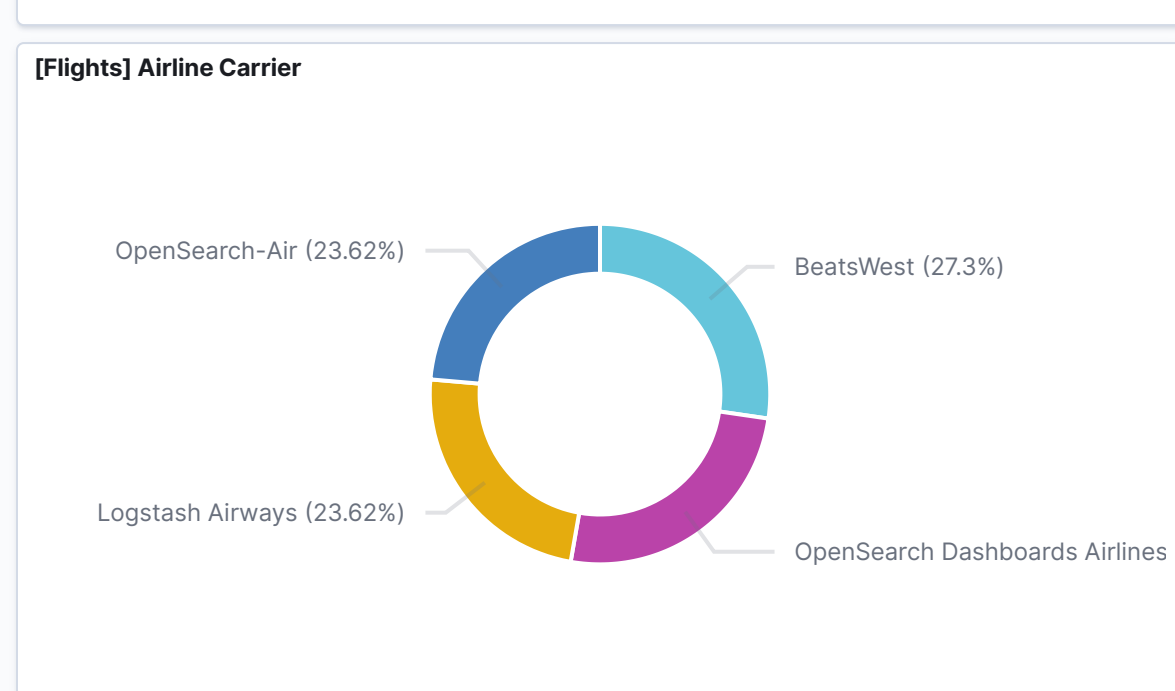 [Flights] Airline Carrier
OpenSearch-Air (23.62%)
BeatsWest (27.3%)
Logstash Airways (23.62%)
OpenSearch Dashboards Airlines